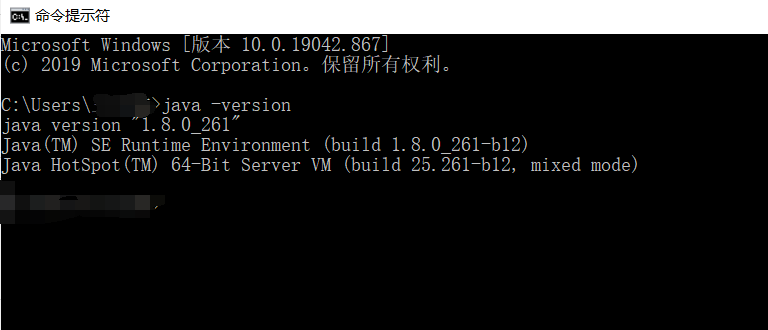 命令提示符
Microsoft Windows [版本 10.0.19042.867]
(c) 2019 Microsoft Corporation。保留所有权利。
C:\Users\ >java -version
java version "1.8.0_261"
Java(TM) SE Runtime Environment (build 1.8.0_261-b12)
Java HotSpot(TM) 64-Bit Server VM (build 25.261-b12, mixed mode)